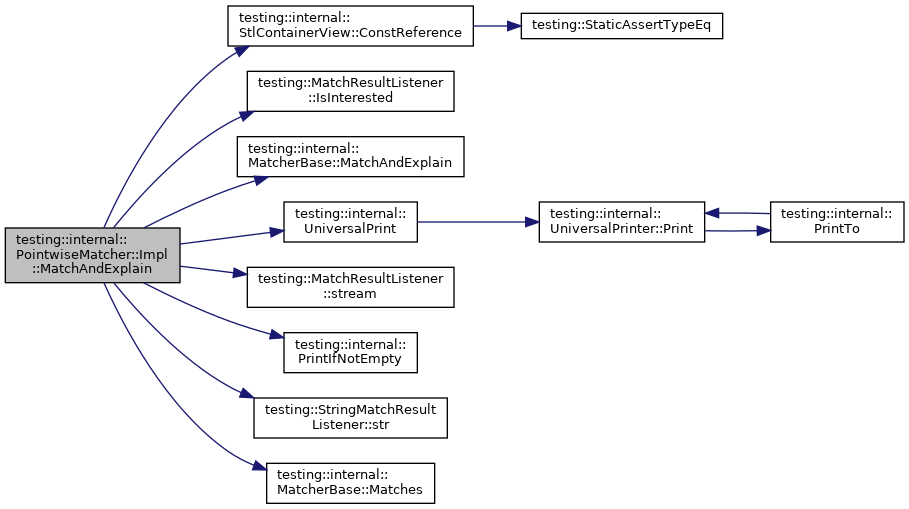 testing::internal::
StlContainerView::ConstReference
testing::StaticAssertTypeEq
testing::MatchResultListener
::IsInterested
testing::internal::
MatcherBase::MatchAndExplain
testing::internal::
UniversalPrint
testing::internal::
UniversalPrinter::Print
testing::internal::
PrintTo
testing::internal::
PointwiseMatcher::Impl
::MatchAndExplain
testing::MatchResultListener
::stream
testing::internal::
PrintIfNotEmpty
testing::StringMatchResult
Listener::str
testing::internal::
MatcherBase::Matches